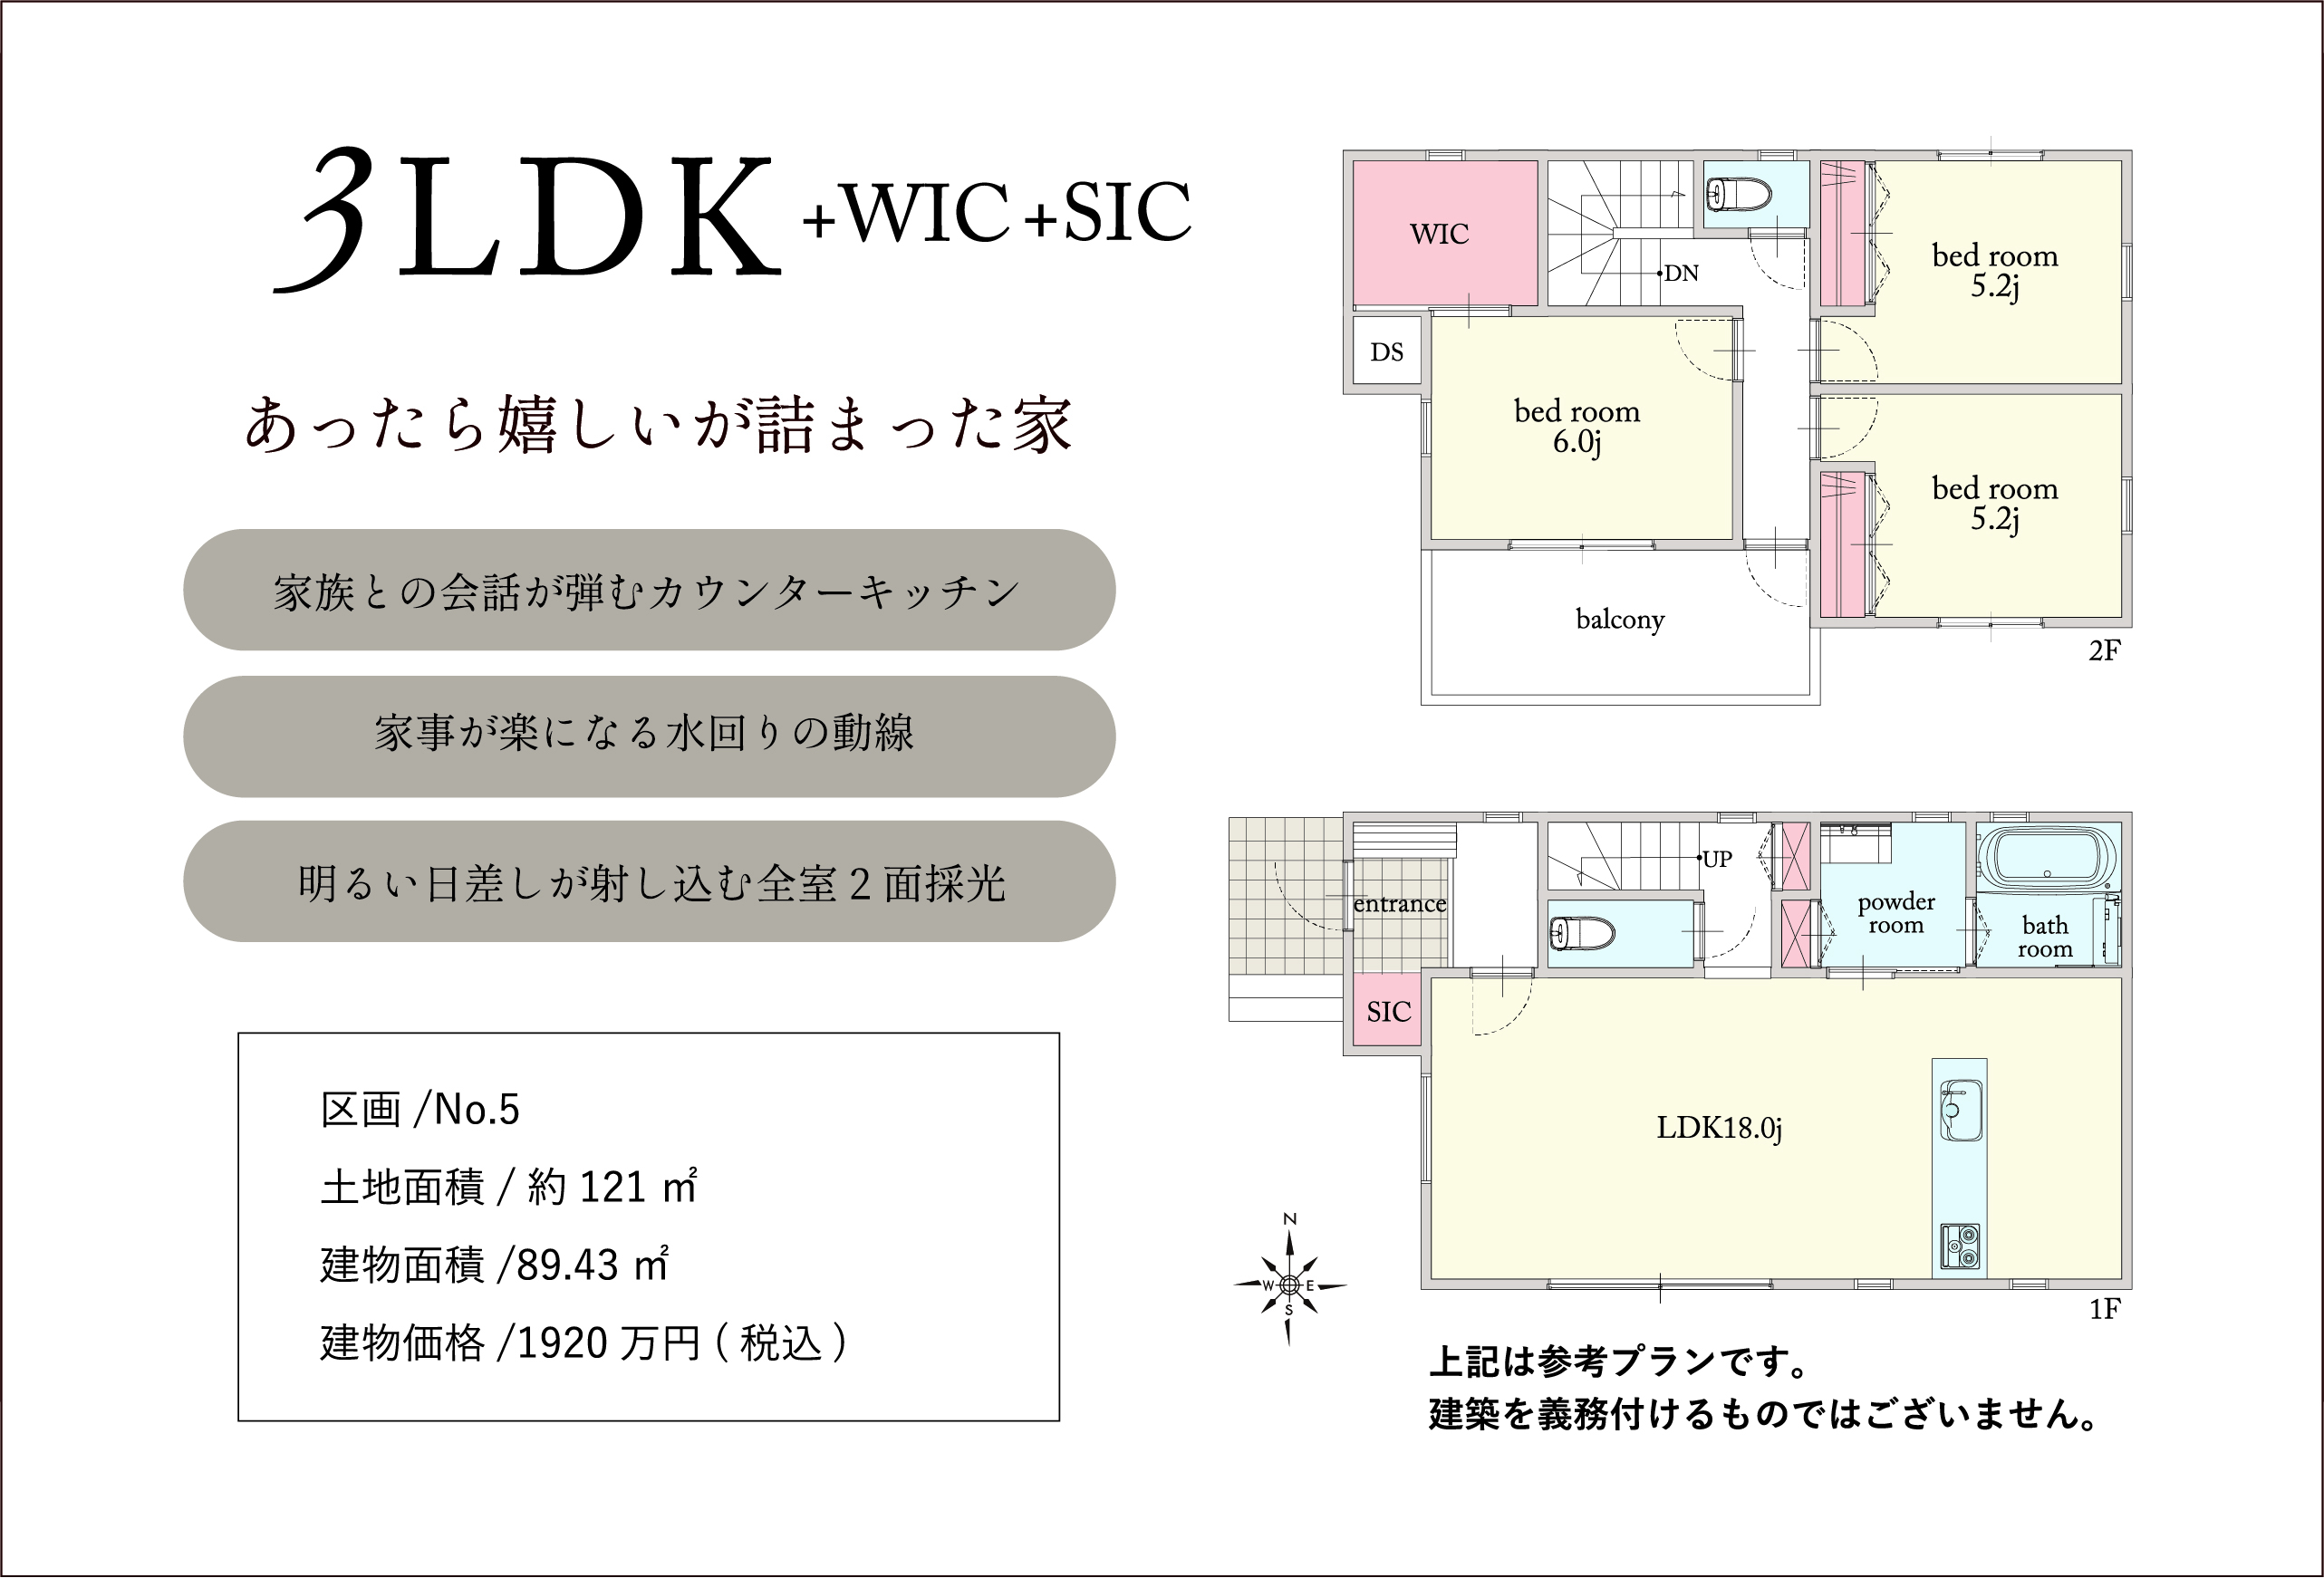 3LDK +WIC +SIC
あったら嬉しいが詰まった家
家族との会話が弾むカウンターキッチン
家事が楽になる水回りの動線
明るい日差しが射し込む全室2面採光
区画 /No.5
土地面積 / 約 121 ㎡
建物面積 /89.43 ㎡
建物価格 /1920 万円 ( 税込 )
WIC
DN
bed room
5.2j
DS
bed room
6.0j
bed room
5.2j
balcony
2F
UP
entrance
powder
room
bath
room
SIC
LDK18.0j
N
W
E
S
1F
上記は参考プランです。
建築を義務付けるものではございません。